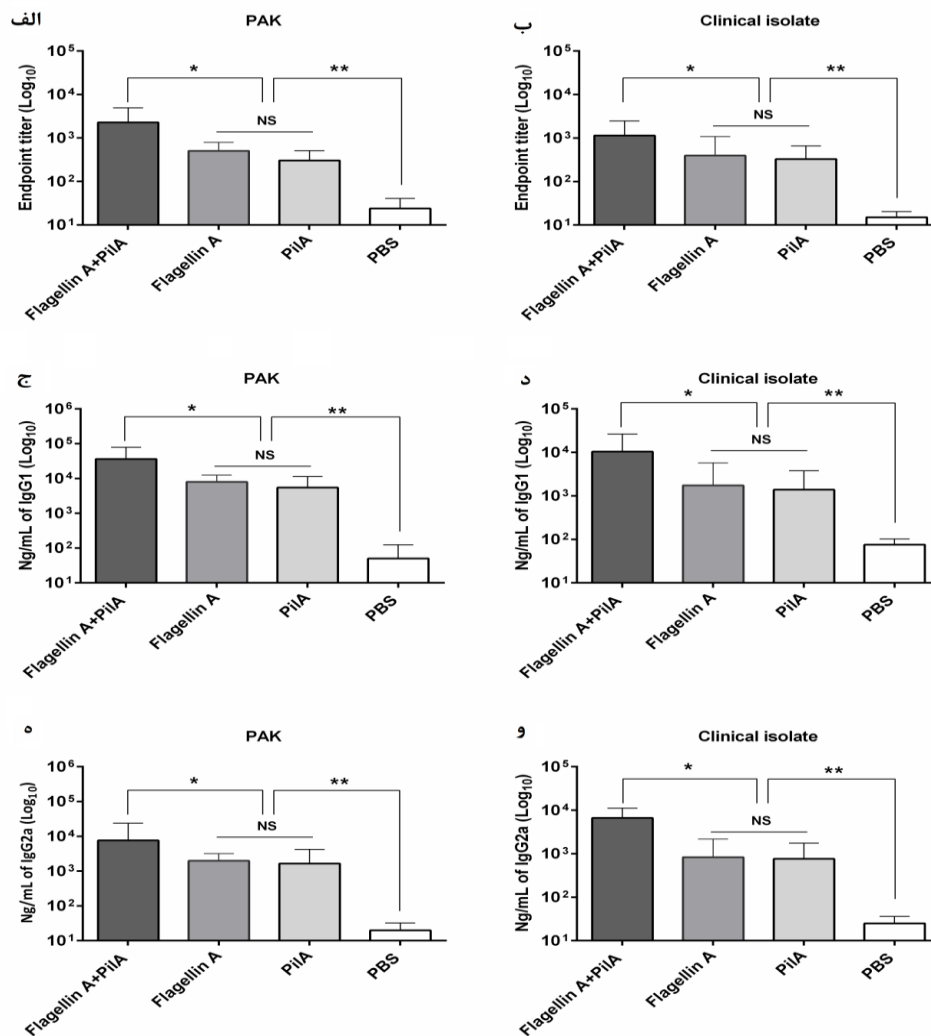 الف
PAK
Endpoint titer (Log10)
10⁵
10⁴
10³
10²
10¹
*
**
NS
Flagellin A+PilA
Flagellin A
PilA
PBS
ب
Clinical isolate
Endpoint titer (Log10)
10⁵
10⁴
10³
10²
10¹
*
**
NS
Flagellin A+PilA
Flagellin A
PilA
PBS
ج
PAK
Ng/mL of IgG1 (Log10)
10⁶
10⁵
10⁴
10³
10²
10¹
*
**
NS
Flagellin A+PilA
Flagellin A
PilA
PBS
د
Clinical isolate
Ng/mL of IgG1 (Log10)
10⁵
10⁴
10³
10²
10¹
*
**
NS
Flagellin A+PilA
Flagellin A
PilA
PBS
ه
PAK
Ng/mL of IgG2a (Log10)
10⁶
10⁵
10⁴
10³
10²
10¹
*
**
NS
Flagellin A+PilA
Flagellin A
PilA
PBS
و
Clinical isolate
Ng/mL of IgG2a (Log10)
10⁵
10⁴
10³
10²
10¹
*
**
NS
Flagellin A+PilA
Flagellin A
PilA
PBS